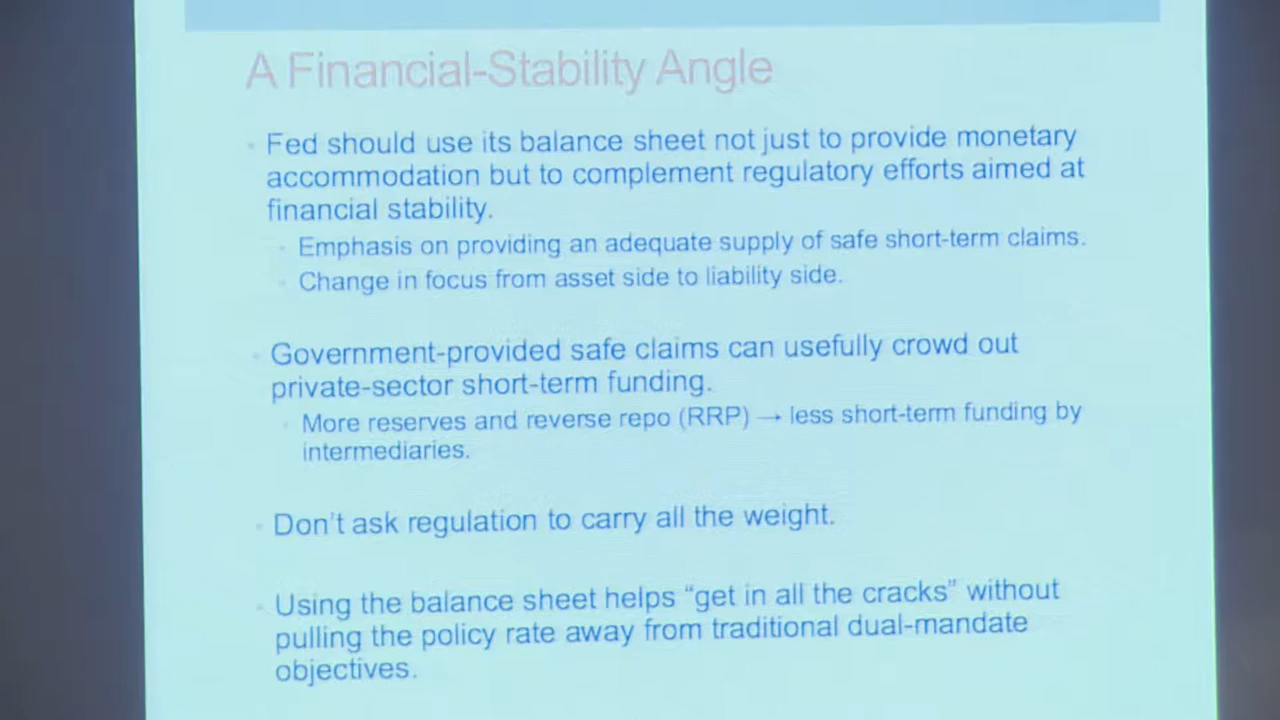 A Financial-Stability Angle
Fed should use its balance sheet not just to provide monetary
accommodation but to complement regulatory efforts aimed at
financial stability.
Emphasis on providing an adequate supply of safe short-term claims.
Change in focus from asset side to liability side.
Government-provided safe claims can usefully crowd out
private-sector short-term funding.
More reserves and reverse repo (RRP) → less short-term funding by
intermediaries.
Don't ask regulation to carry all the weight.
Using the balance sheet helps “get in all the cracks” without
pulling the policy rate away from traditional dual-mandate
objectives.